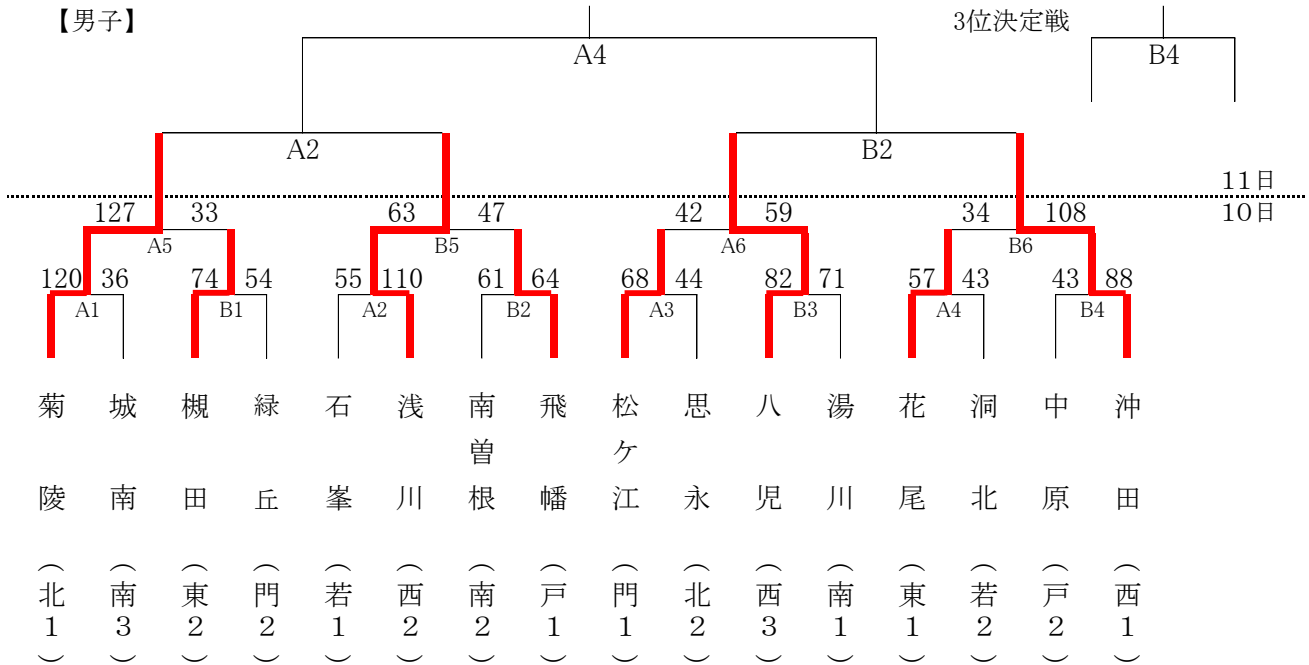 【男子】 3位決定戦
A4 B4
A2 B2
11日
127 33 63 47 42 59 34 108 10日
A5 B5 A6 B6
120 36 74 54 55 110 61 64 68 44 82 71 57 43 43 88
A1 B1 A2 B2 A3 B3 A4 B4
菊陵（北1）
城南（南3）
槻田（東2）
緑丘（門2）
石峯（若1）
浅川（西2）
南曽根（南2）
飛幡（戸1）
松ケ江（門1）
思永（北2）
八児（西3）
湯川（南1）
花尾（東1）
洞北（若2）
中原（戸2）
沖田（西1）